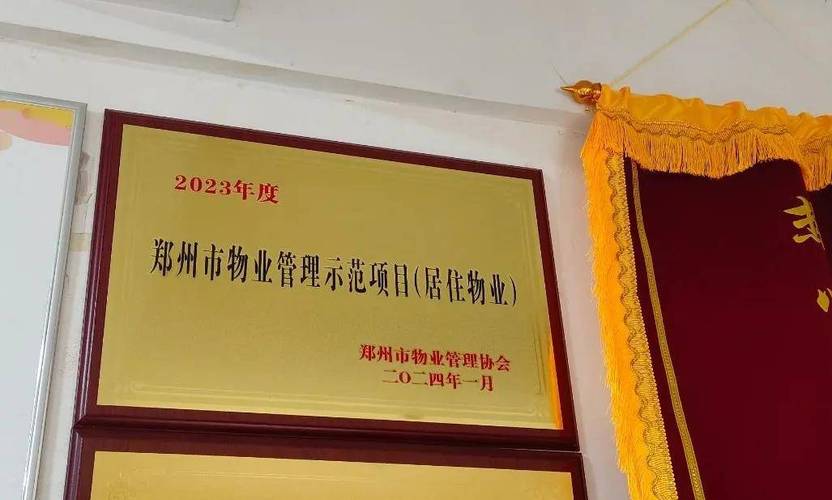 2023年度
郑州市物业管理示范项目(居住物业)
郑州市物业管理协会
二〇二四年一月